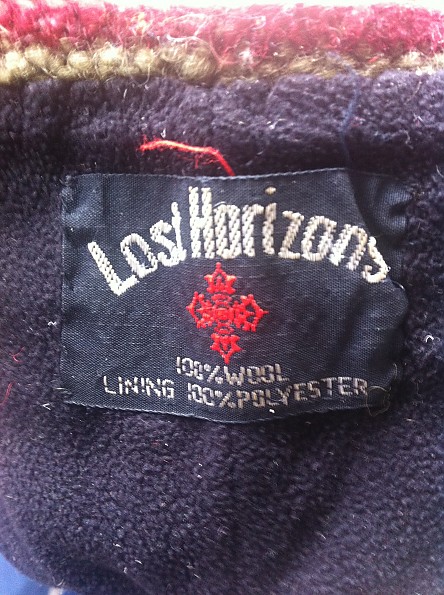 Lost Horizons
100% WOOL
LINING 100% POLYESTER